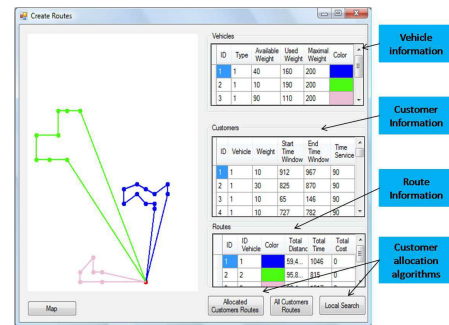 Create Routes
Vehicles
ID Type Available Weight Used Weight Maximal Weight Color
1 1 40 160 200
2 1 10 190 200
3 1 90 110 200
Customers
ID Vehicle Weight Start Time Window End Time Window Time Service
1 1 10 912 967 90
2 1 30 825 870 90
3 1 10 65 146 90
4 1 10 727 782 90
Routes
ID ID Vehicle Color Total Distanc Total Time Total Cost
1 1 59.4... 1046 0
2 2 95.8... 815 0
Map
Allocated Customers Routes
All Customers Routes
Local Search
Vehicle information
Customer Information
Route Information
Customer allocation algorithms